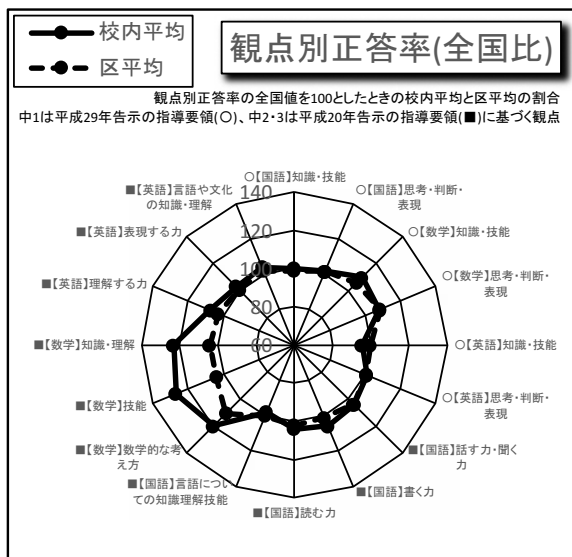 校内平均
区平均
観点別正答率(全国比)
観点別正答率の全国値を100としたときの校内平均と区平均の割合
中1は平成29年告示の指導要領(〇)、中2・3は平成20年告示の指導要領(■)に基づく観点
〇【国語】知識・技能
〇【国語】思考・判断・
表現
〇【数学】知識・技能
〇【数学】思考・判断・
表現
〇【英語】知識・技能
〇【英語】思考・判断・
表現
■【国語】話す力・聞く
力
■【国語】書く力
■【国語】読む力
■【国語】言語につい
ての知識理解技能
■【数学】数学的な考
え方
■【数学】技能
■【数学】知識・理解
■【英語】理解する力
■【英語】表現する力
■【英語】言語や文化
の知識・理解
140
120
100
80
60